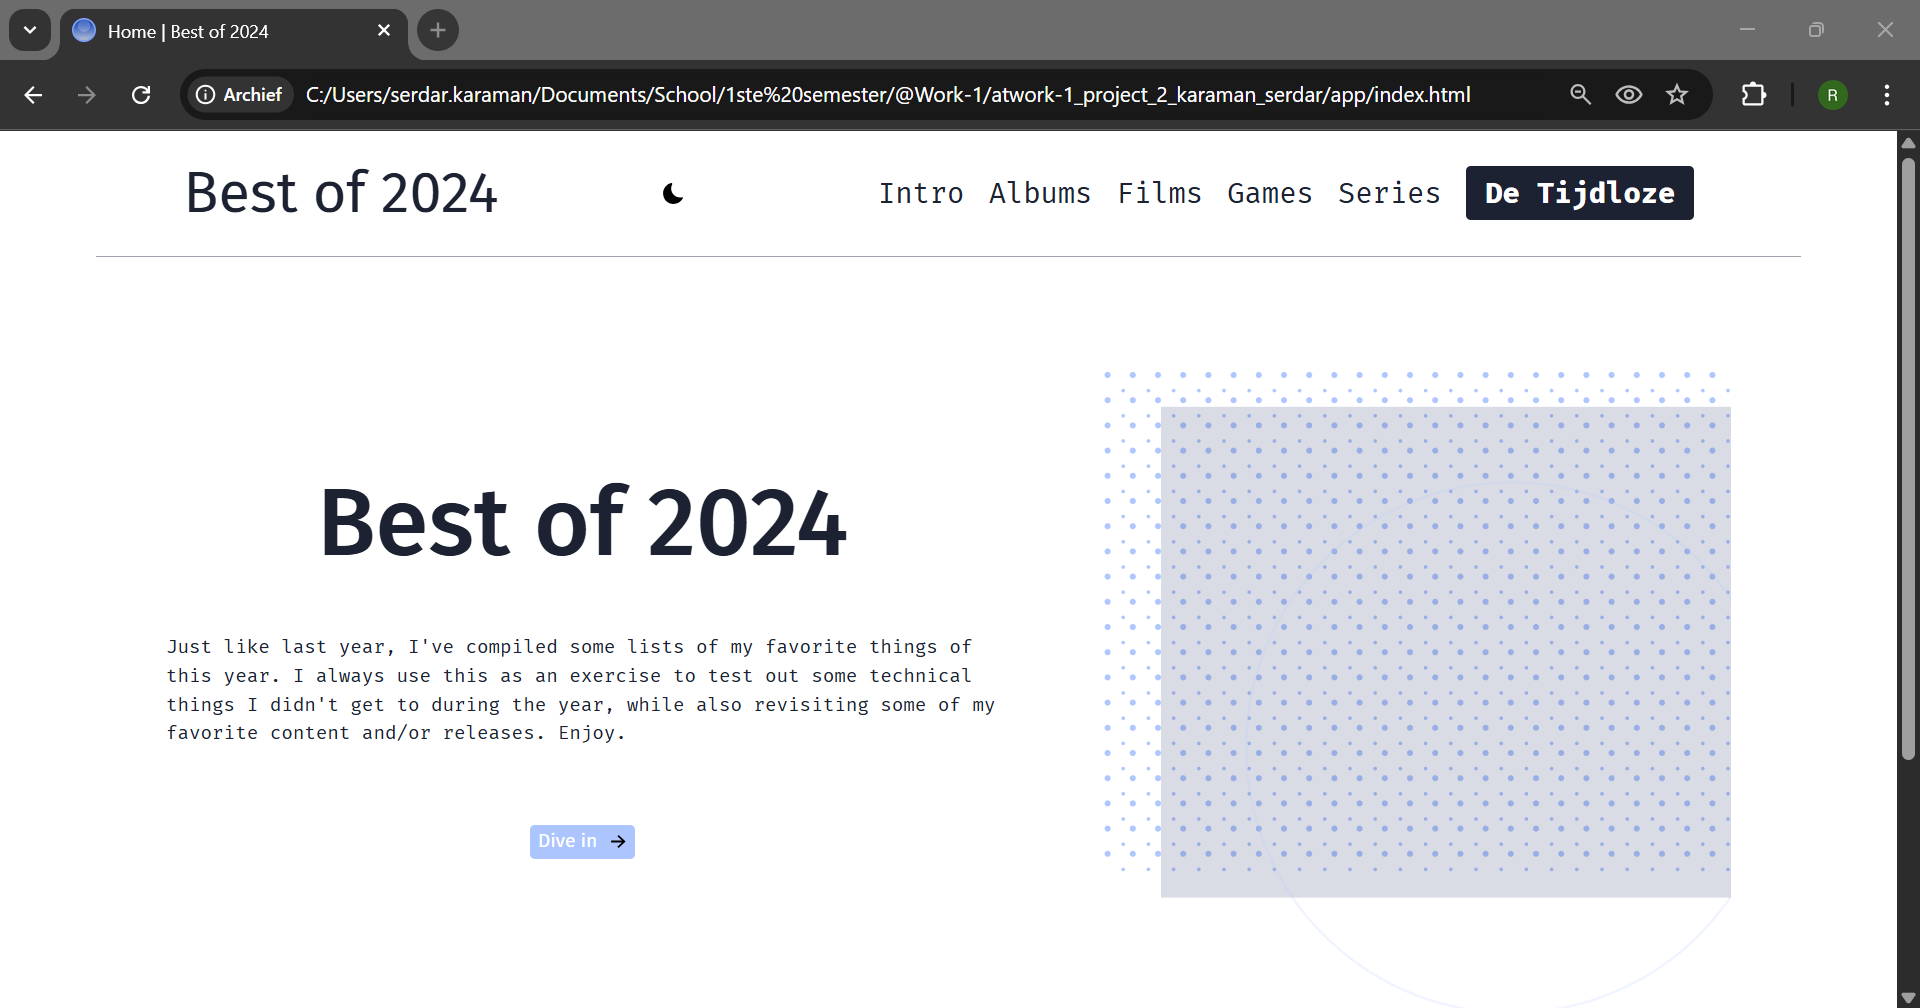 Home | Best of 2024
Archief C:/Users/serdar.karaman/Documents/School/1ste%20semester/@Work-1/atwork-1_project_2_karaman_serdar/app/index.html
R
Best of 2024
Intro Albums Films Games Series De Tijdloze
Best of 2024
Just like last year, I've compiled some lists of my favorite things of
this year. I always use this as an exercise to test out some technical
things I didn't get to during the year, while also revisiting some of my
favorite content and/or releases. Enjoy.
Dive in